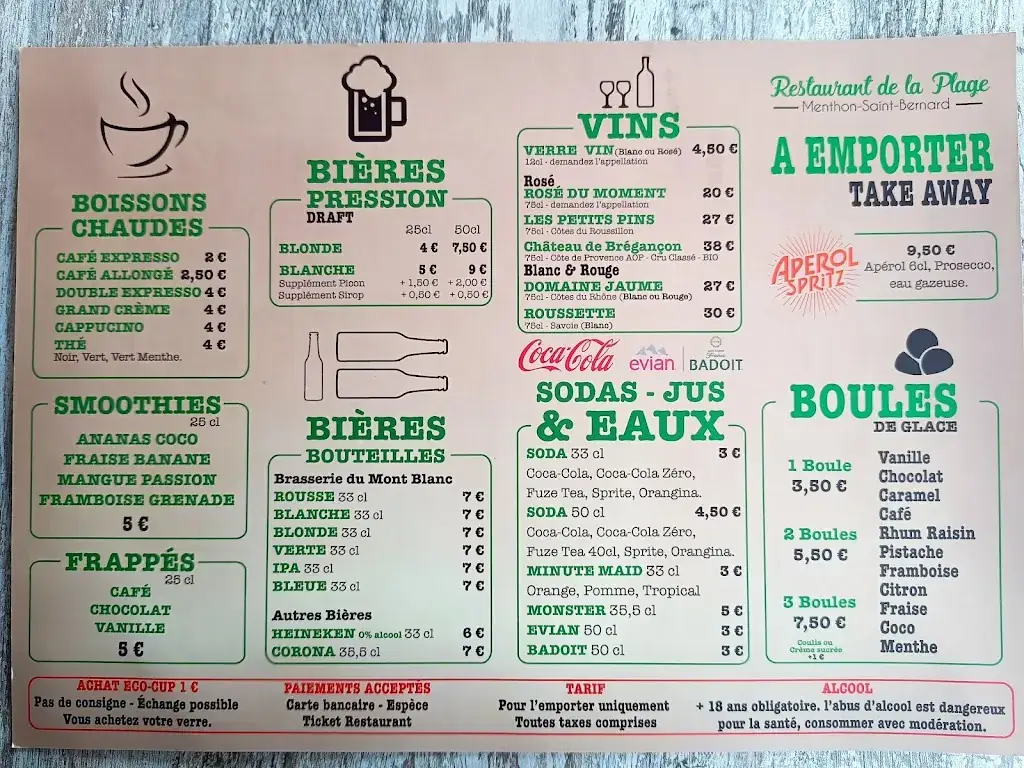 BOISSONS
CHAUDES
CAFÉ EXPRESSO 2 €
CAFÉ ALLONGÉ 2,50 €
DOUBLE EXPRESSO 4 €
GRAND CRÈME 4 €
CAPPUCINO 4 €
THÉ 4 €
Noir, Vert, Vert Menthe.
SMOOTHIES
25 cl
ANANAS COCO
FRAISE BANANE
MANGUE PASSION
FRAMBOISE GRENADE
5 €
FRAPPÉS
25 cl
CAFÉ
CHOCOLAT
VANILLE
5 €
BIÈRES
PRESSION
DRAFT
25cl 50cl
BLONDE 4 € 7,50 €
BLANCHE 5 € 9 €
Supplément Picon + 1,50 € + 2,00 €
Supplément Sirop + 0,50 € + 0,50 €
BIÈRES
BOUTEILLES
Brasserie du Mont Blanc
ROUSSE 33 cl 7 €
BLANCHE 33 cl 7 €
BLONDE 33 cl 7 €
VERTE 33 cl 7 €
IPA 33 cl 7 €
BLEUE 33 cl 7 €
Autres Bières
HEINEKEN 0% alcool 33 cl 6 €
CORONA 35,5 cl 7 €
VINS
VERRE VIN (Blanc ou Rosé) 4,50 €
12cl - demandez l'appellation
Rosé
ROSÉ DU MOMENT 20 €
75cl - demandez l'appellation
LES PETITS PINS 27 €
75cl - Côtes du Roussillon
Château de Brégançon 38 €
75cl - Côte de Provence AOP - Cru Classé - BIO
Blanc & Rouge
DOMAINE JAUME 27 €
75cl - Côtes du Rhône (Blanc ou Rouge)
ROUSSETTE 30 €
75cl - Savoie (Blanc)
Coca-Cola evian BADOIT
SODAS - JUS
& EAUX
SODA 33 cl 3 €
Coca-Cola, Coca-Cola Zéro,
Fuze Tea, Sprite, Orangina.
SODA 50 cl 4,50 €
Coca-Cola, Coca-Cola Zéro,
Fuze Tea 40cl, Sprite, Orangina.
MINUTE MAID 33 cl 3 €
Orange, Pomme, Tropical
MONSTER 35,5 cl 5 €
EVIAN 50 cl 3 €
BADOIT 50 cl 3 €
Restaurant de la Plage
Menthon-Saint-Bernard
A EMPORTER
TAKE AWAY
APEROL
SPRITZ
9,50 €
Apérol 6cl, Prosecco,
eau gazeuse.
BOULES
DE GLACE
1 Boule
3,50 €
2 Boules
5,50 €
3 Boules
7,50 €
Coulis ou
Crème sucrée
+1 €
Vanille
Chocolat
Caramel
Café
Rhum Raisin
Pistache
Framboise
Citron
Fraise
Coco
Menthe
ACHAT ECO-CUP 1 €
Pas de consigne - Échange possible
Vous achetez votre verre.
PAIEMENTS ACCEPTÉS
Carte bancaire - Espèce
Ticket Restaurant
TARIF
Pour l'emporter uniquement
Toutes taxes comprises
ALCOOL
+ 18 ans obligatoire. l'abus d'alcool est dangereux
pour la santé, consommer avec modération.